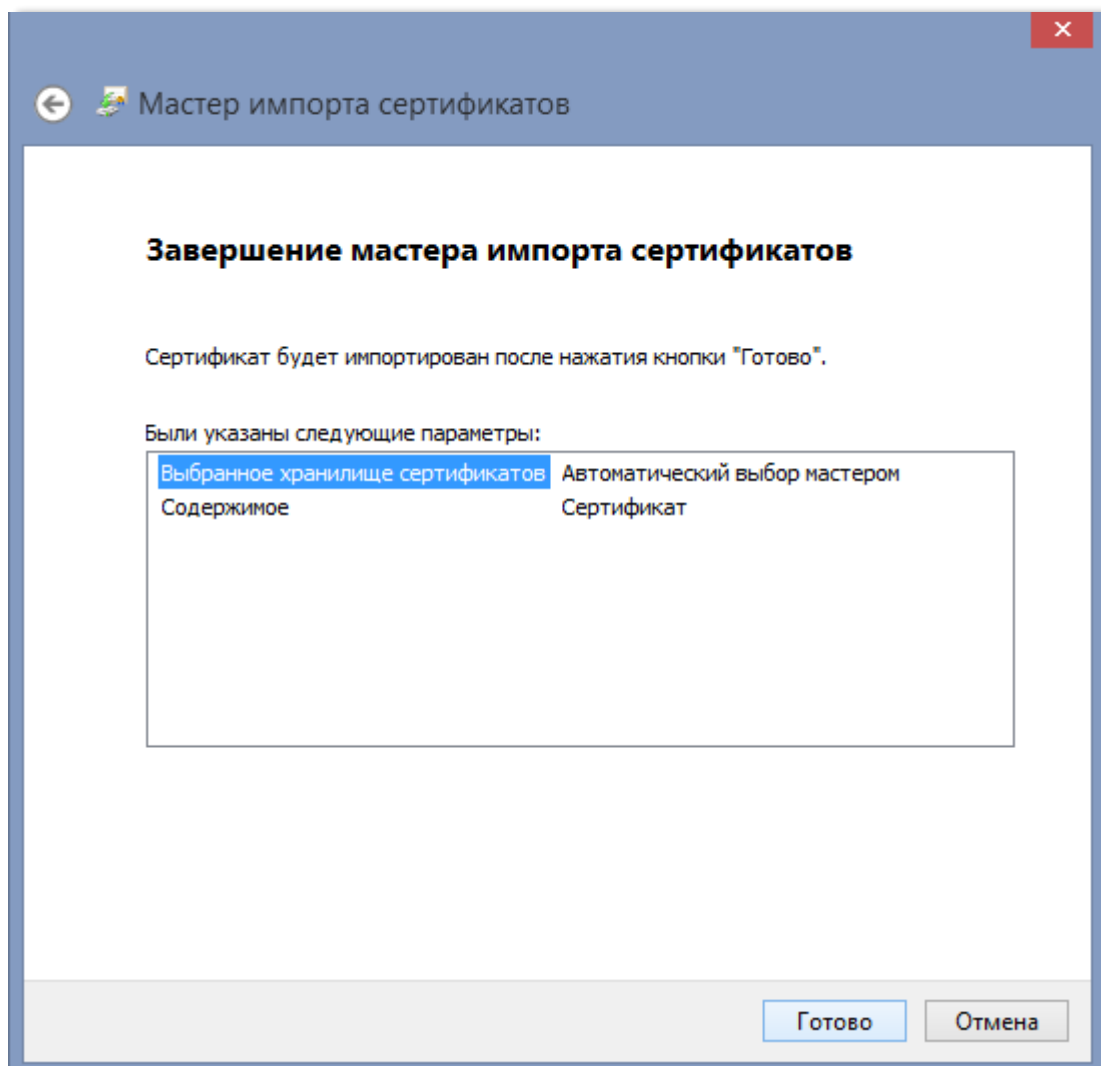 Мастер импорта сертификатов
Завершение мастера импорта сертификатов
Сертификат будет импортирован после нажатия кнопки "Готово".
Были указаны следующие параметры:
Выбранное хранилище сертификатов Автоматический выбор мастером
Содержимое Сертификат
Готово Отмена